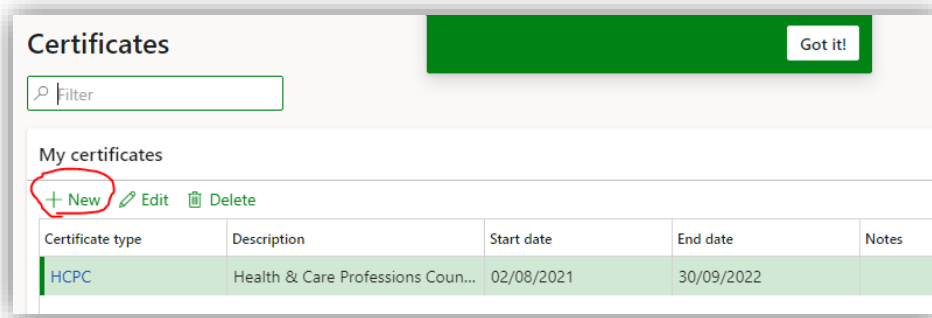 Certificates
Got it!
Filter
My certificates
+ New Edit Delete
Certificate type Description Start date End date Notes
HCPC Health & Care Professions Coun... 02/08/2021 30/09/2022